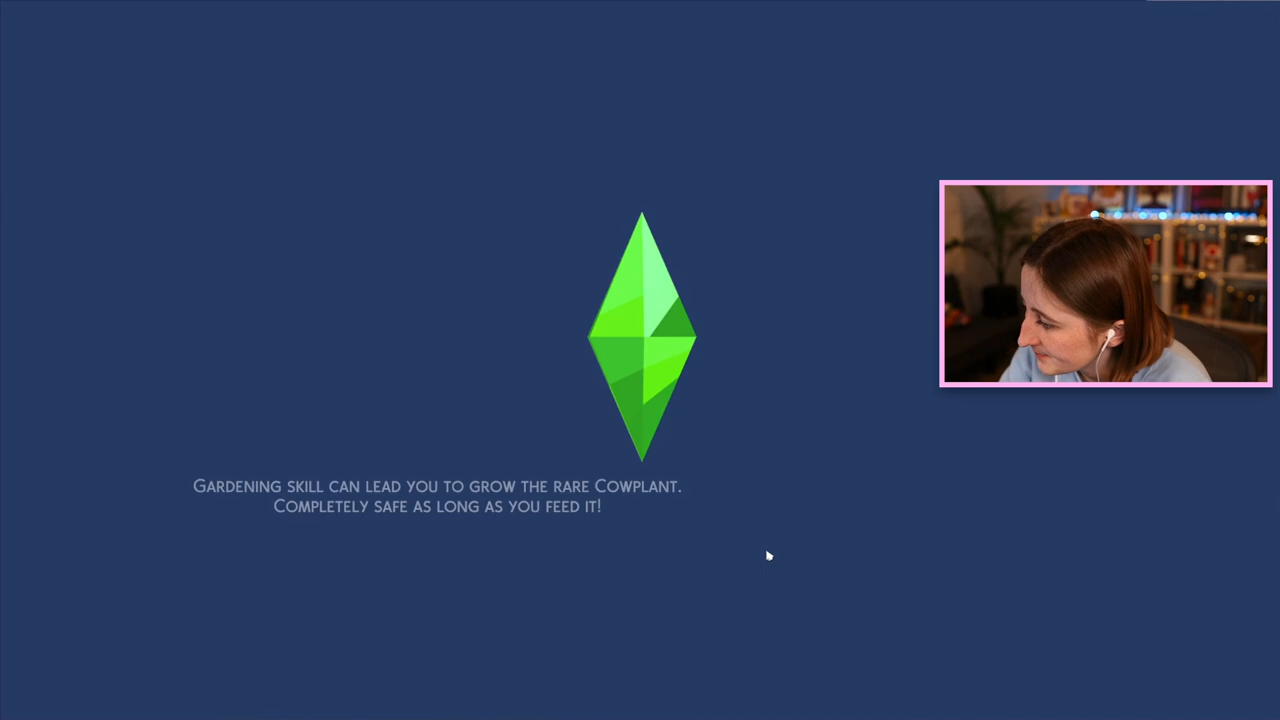 Gardening skill can lead you to grow the rare Cowplant.
Completely safe as long as you feed it!